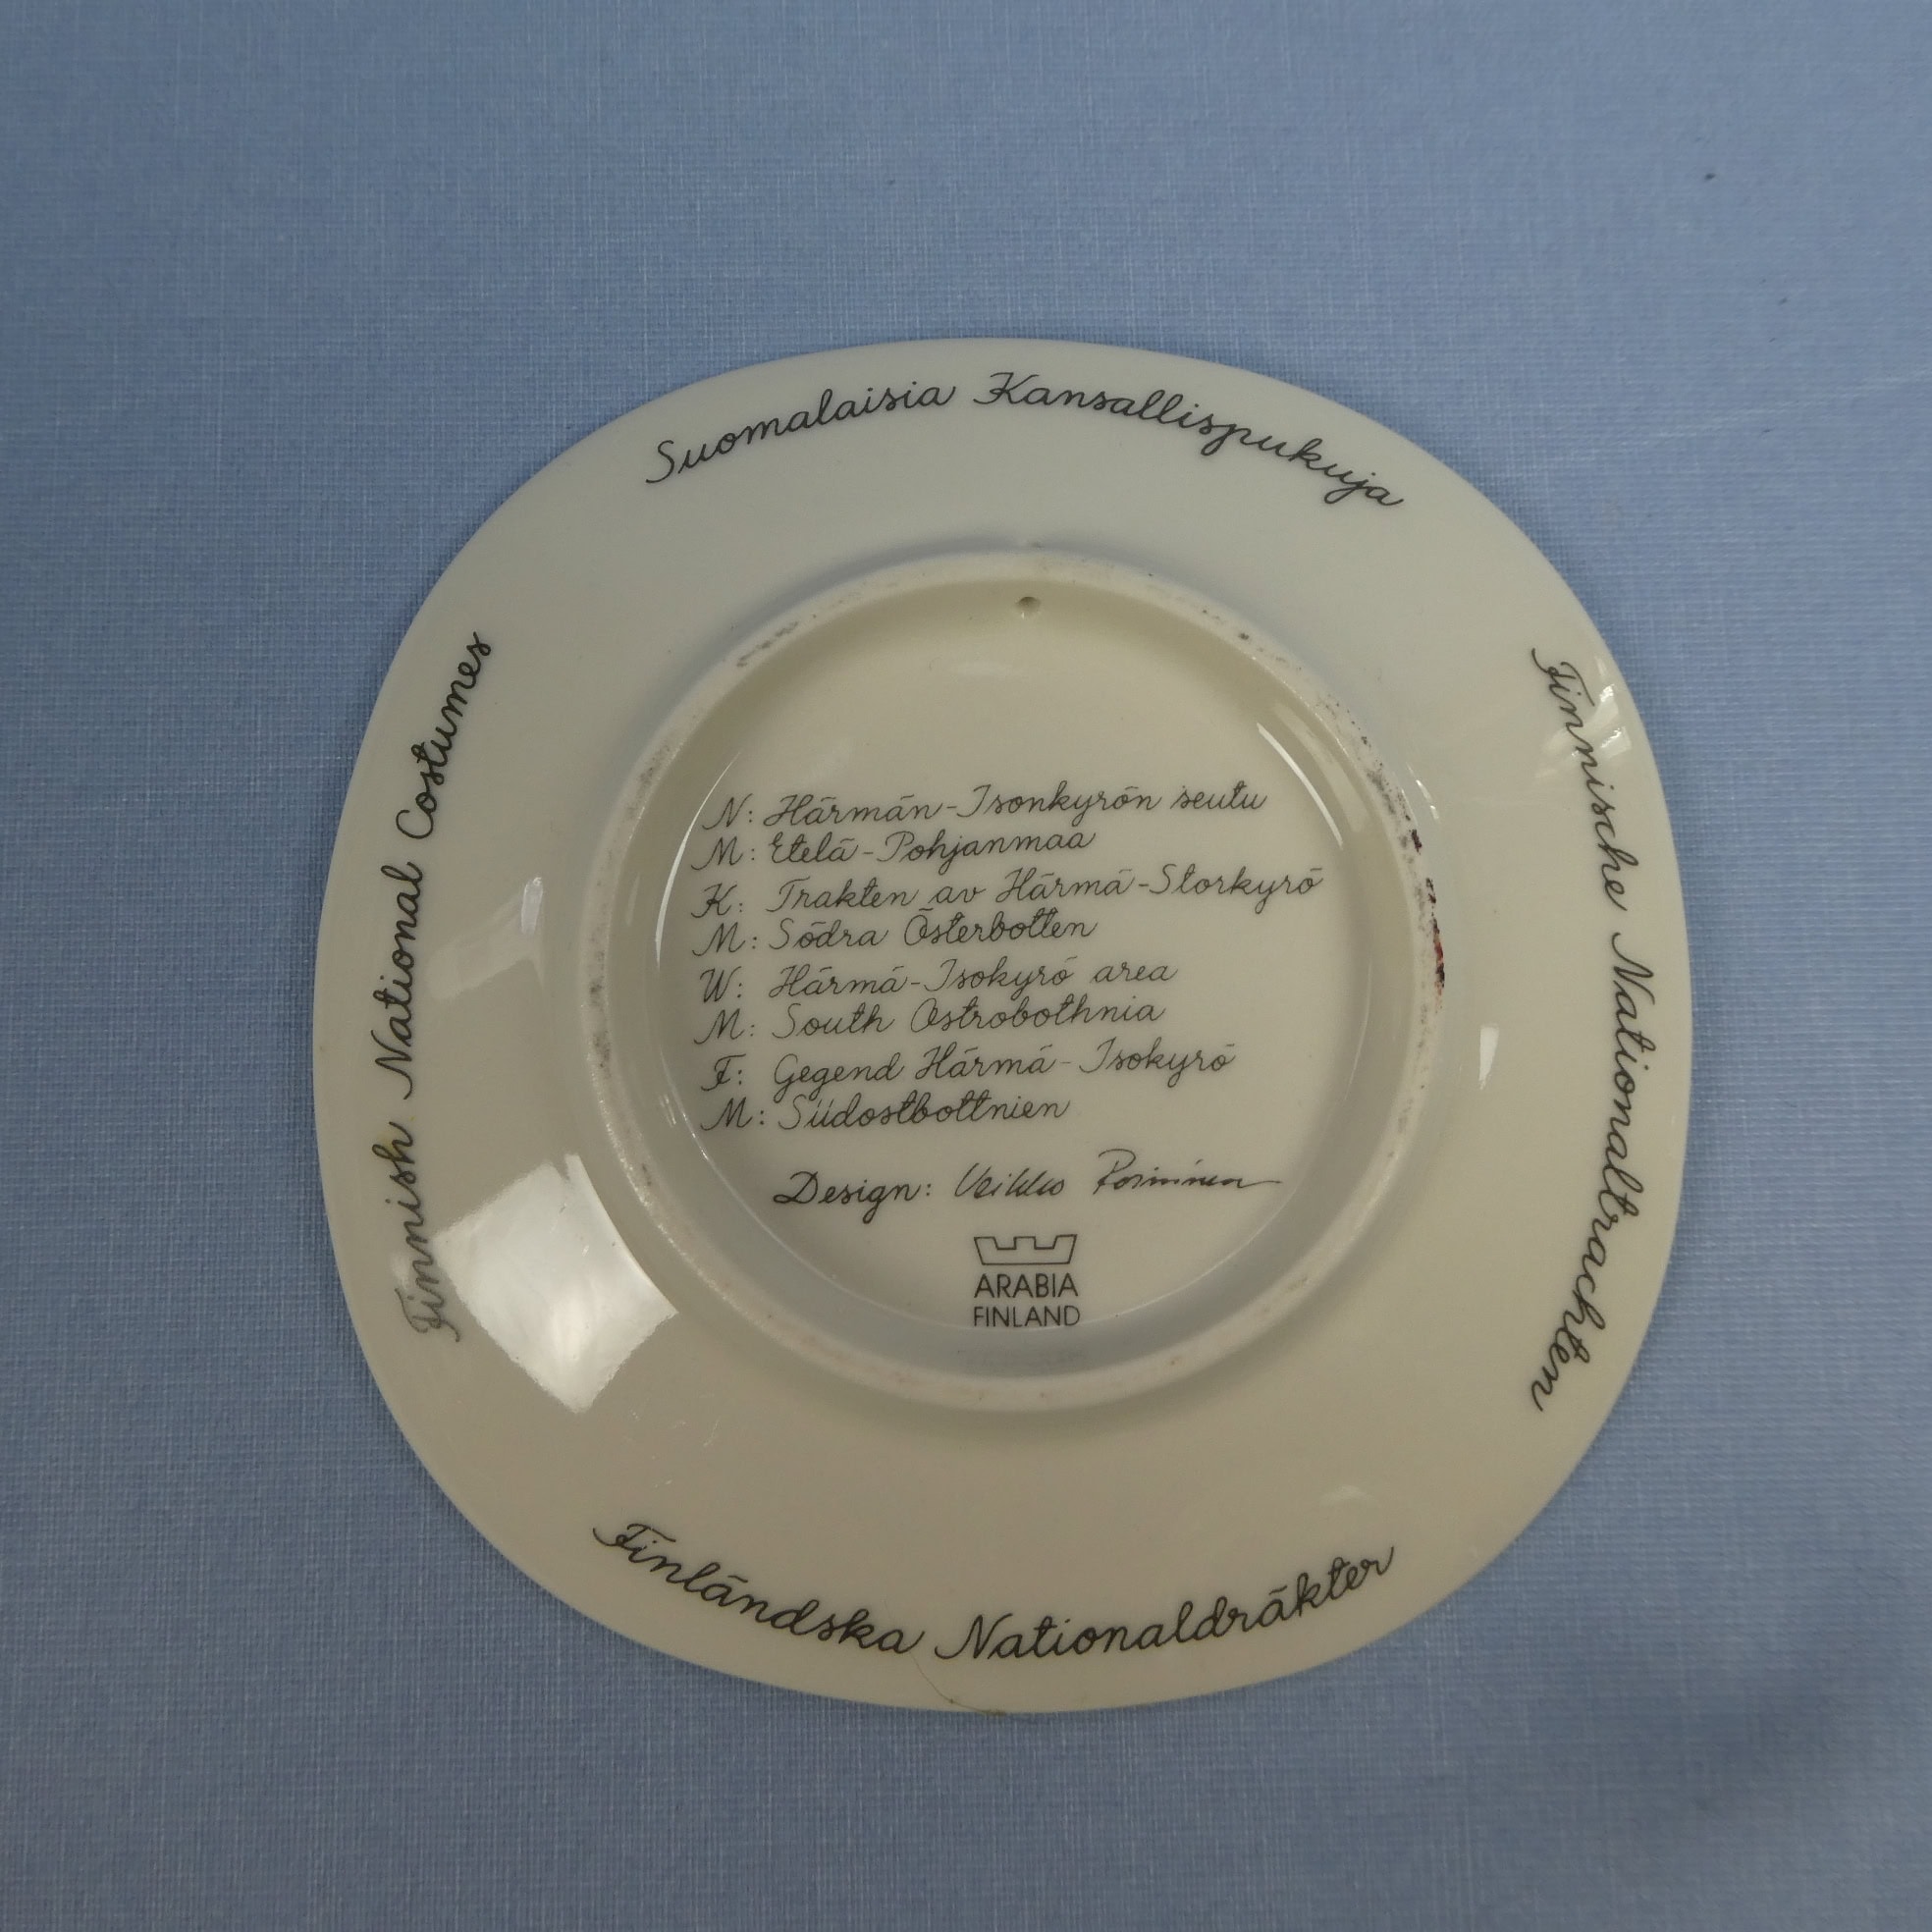 Suomalaisia Kansallispukuja
Finnische Nationaltrachten
Finnish National Costumes
N: Härmän-Isonkyrön seutu
M: Etelä-Pohjanmaa
K: Trakten av Härmä-Storkyrö
M: Södra Österbotten
W: Härmä-Isokyrö area
M: South Ostrobothnia
F: Gegend Härmä-Isokyrö
M: Südostbottnien
Design: Veikko
ARABIA
FINLAND
Finländska Nationaldräkter